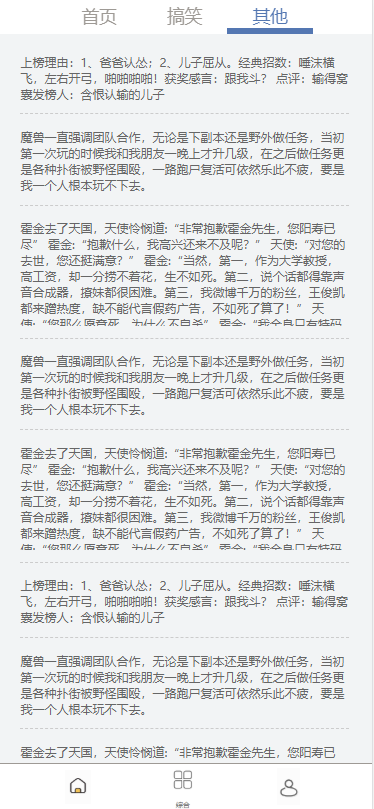 首页 搞笑 其他
上榜理由：1、爸爸认怂；2、儿子屈从。经典招数：唾沫横
飞，左右开弓，啪啪啪啪！获奖感言：跟我斗？ 点评：输得窝
囊发榜人：含恨认输的儿子
魔兽一直强调团队合作，无论是下副本还是野外做任务，当初
第一次玩的时候我和我朋友一晚上才升几级，在之后做任务更
是各种扑街被野怪围殴，一路跑尸复活可依然乐此不疲，要是
我一个人根本玩不下去。
霍金去了天国，天使怜悯道:“非常抱歉霍金先生，您阳寿已
尽” 霍金:“抱歉什么，我高兴还来不及呢？” 天使:“对您的
去世，您还挺满意？” 霍金:“当然，第一，作为大学教授，
高工资，却一分捞不着花，生不如死。第二，说个话都得靠声
音合成器，撩妹都很困难。第三，我微博千万的粉丝，王俊凯
都来蹭热度，缺不能代言假药广告，不如死了算了！” 天
使:“您那么愿意死，为什么不自杀” 霍金:“我全身只有特码
魔兽一直强调团队合作，无论是下副本还是野外做任务，当初
第一次玩的时候我和我朋友一晚上才升几级，在之后做任务更
是各种扑街被野怪围殴，一路跑尸复活可依然乐此不疲，要是
我一个人根本玩不下去。
霍金去了天国，天使怜悯道:“非常抱歉霍金先生，您阳寿已
尽” 霍金:“抱歉什么，我高兴还来不及呢？” 天使:“对您的
去世，您还挺满意？” 霍金:“当然，第一，作为大学教授，
高工资，却一分捞不着花，生不如死。第二，说个话都得靠声
音合成器，撩妹都很困难。第三，我微博千万的粉丝，王俊凯
都来蹭热度，缺不能代言假药广告，不如死了算了！” 天
使:“您那么愿意死，为什么不自杀” 霍金:“我全身只有特码
上榜理由：1、爸爸认怂；2、儿子屈从。经典招数：唾沫横
飞，左右开弓，啪啪啪啪！获奖感言：跟我斗？ 点评：输得窝
囊发榜人：含恨认输的儿子
魔兽一直强调团队合作，无论是下副本还是野外做任务，当初
第一次玩的时候我和我朋友一晚上才升几级，在之后做任务更
是各种扑街被野怪围殴，一路跑尸复活可依然乐此不疲，要是
我一个人根本玩不下去。
霍金去了天国，天使怜悯道:“非常抱歉霍金先生，您阳寿已
综合